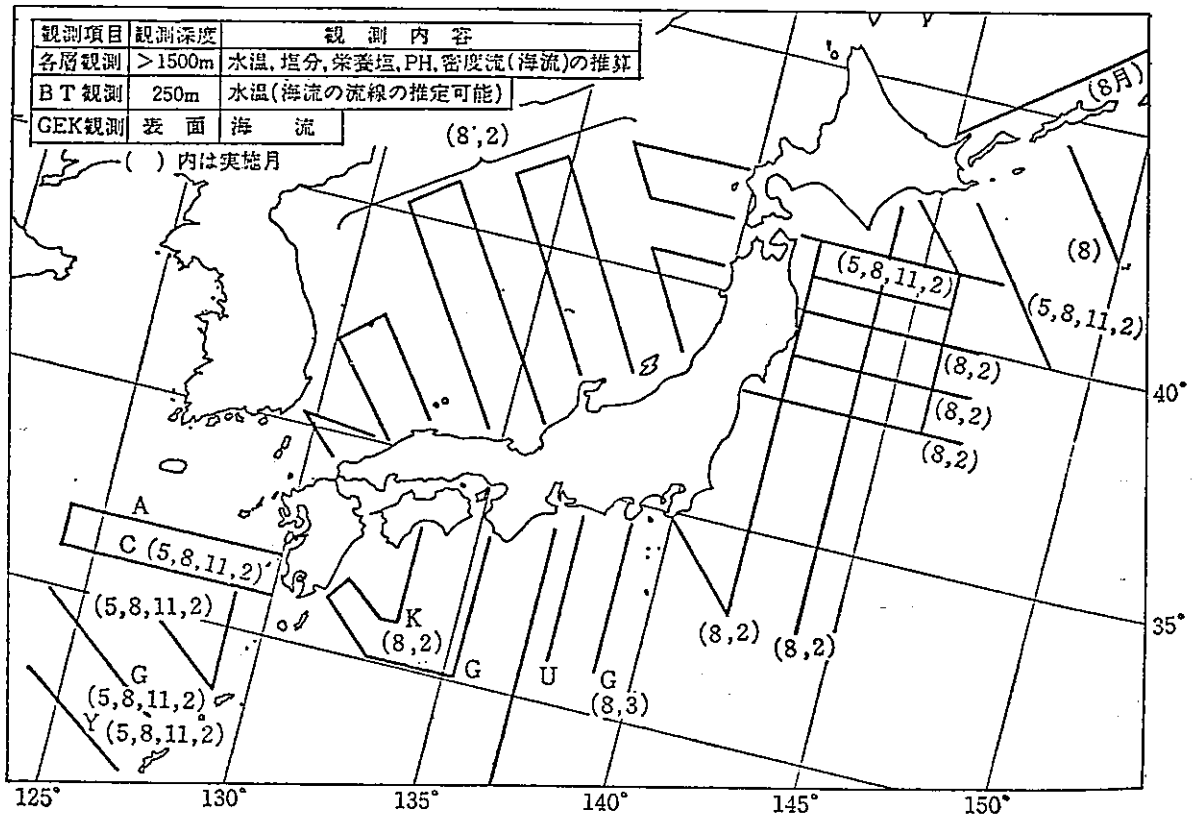 観測項目 観測深度 観測内容
各層観測 >1500m 水温,塩分,栄養塩,PH,密度流(海流)の推算
BT観測 250m 水温(海流の流線の推定可能)
GEK観測 表面 海流
( )内は実施月
(8,2)
(8月)
(8)
(5,8,11,2)
(5,8,11,2)
(8,2)
(8,2)
(8,2)
40°
A
C (5,8,11,2)
(5,8,11,2)
K
(8,2)
G
U
G
(8,3)
(8,2)
(8,2)
35°
G
(5,8,11,2)
Y (5,8,11,2)
125° 130° 135° 140° 145° 150°